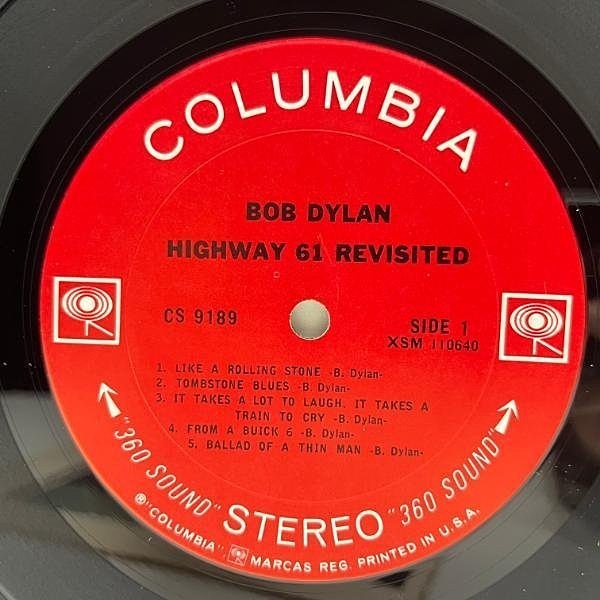 COLUMBIA
BOB DYLAN
HIGHWAY 61 REVISITED
CS 9189
SIDE 1
XSM 110640
1. LIKE A ROLLING STONE -B. Dylan-
2. TOMBSTONE BLUES -B. Dylan-
3. IT TAKES A LOT TO LAUGH, IT TAKES A
TRAIN TO CRY -B. Dylan-
4. FROM A BUICK 6 -B. Dylan-
5. BALLAD OF A THIN MAN -B. Dylan-
"360 SOUND" STEREO "360 SOUND"
®"COLUMBIA", MARCAS REG. PRINTED IN U.S.A.